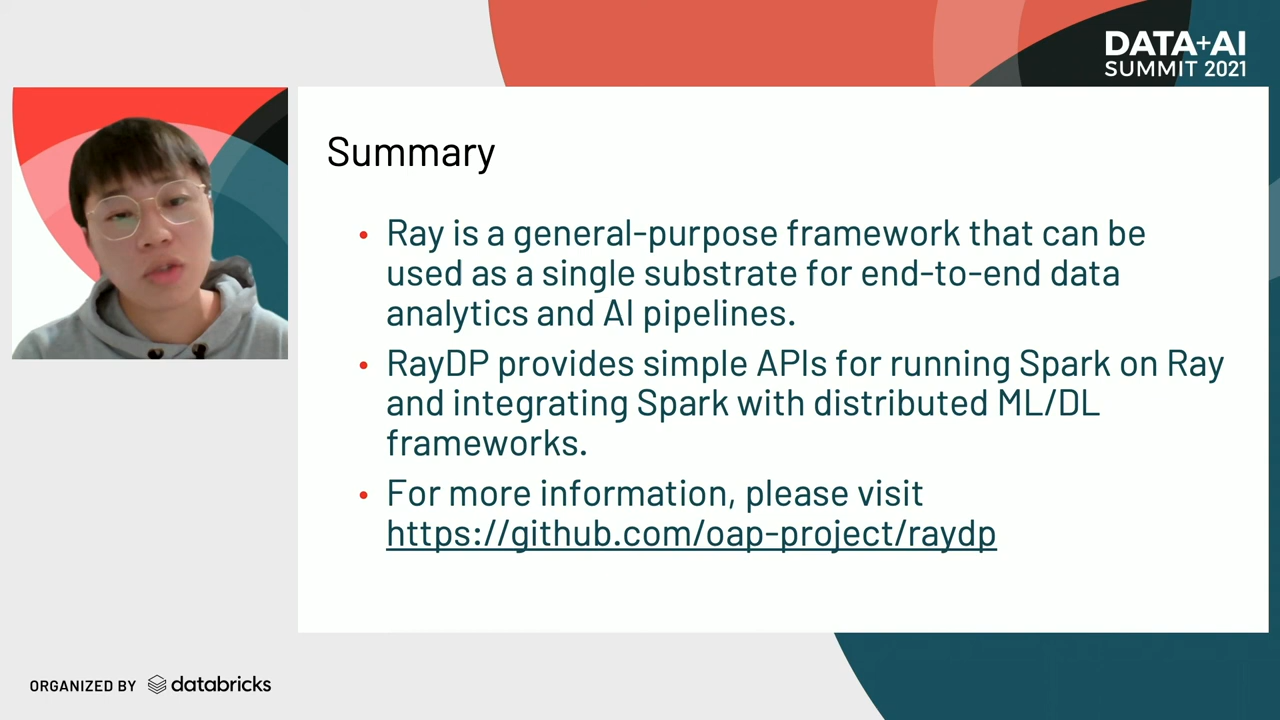 DATA+AI
SUMMIT 2021
Summary
• Ray is a general-purpose framework that can be
used as a single substrate for end-to-end data
analytics and AI pipelines.
• RayDP provides simple APIs for running Spark on Ray
and integrating Spark with distributed ML/DL
frameworks.
• For more information, please visit
https://github.com/oap-project/raydp
ORGANIZED BY databricks